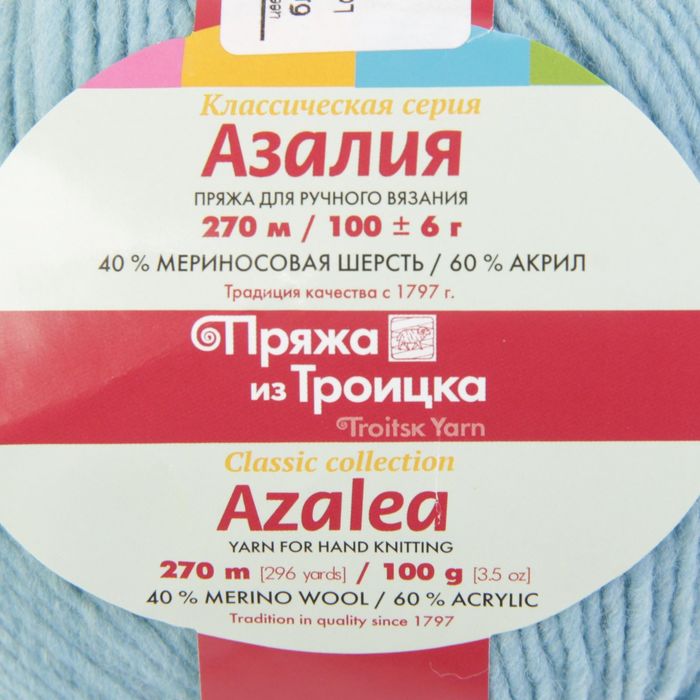 Классическая серия
Азалия
ПРЯЖА ДЛЯ РУЧНОГО ВЯЗАНИЯ
270 м / 100 ± 6 г
40 % МЕРИНОСОВАЯ ШЕРСТЬ / 60 % АКРИЛ
Традиция качества с 1797 г.
Пряжа
из Троицка
Troitsk Yarn
Classic collection
Azalea
YARN FOR HAND KNITTING
270 m [296 yards] / 100 g [3.5 oz]
40 % MERINO WOOL / 60 % ACRYLIC
Tradition in quality since 1797